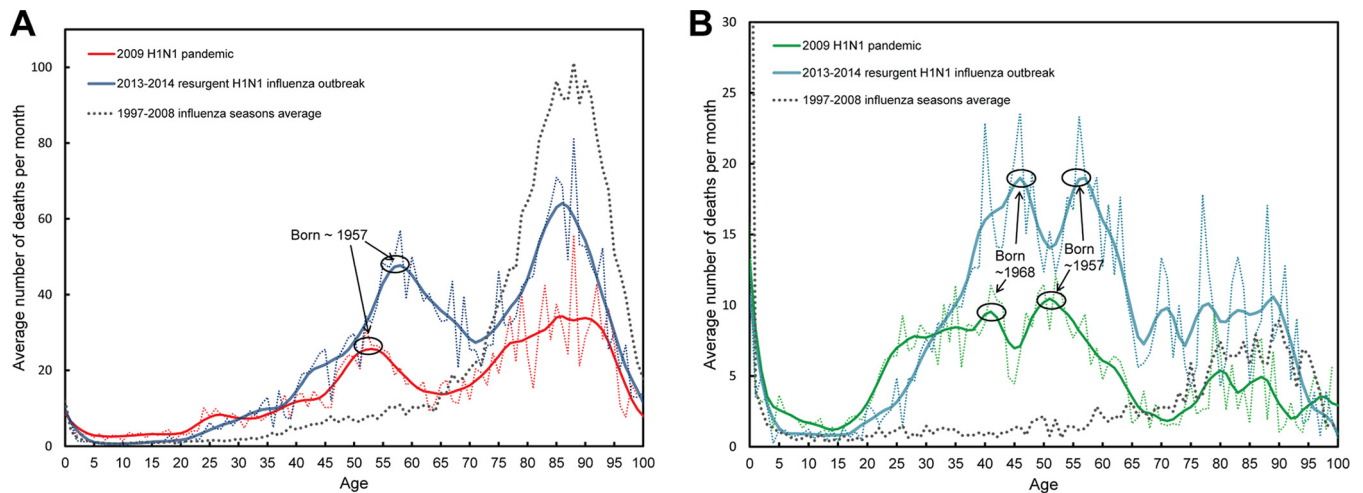 A
2009 H1N1 pandemic
2013-2014 resurgent H1N1 influenza outbreak
1997-2008 influenza seasons average
Average number of deaths per month
100
80
60
40
20
0
Born ~ 1957
0 5 10 15 20 25 30 35 40 45 50 55 60 65 70 75 80 85 90 95 100
Age
B
2009 H1N1 pandemic
2013-2014 resurgent H1N1 influenza outbreak
1997-2008 influenza seasons average
Average number of deaths per month
30
25
20
15
10
5
0
Born
~1968
Born
~1957
0 5 10 15 20 25 30 35 40 45 50 55 60 65 70 75 80 85 90 95 100
Age